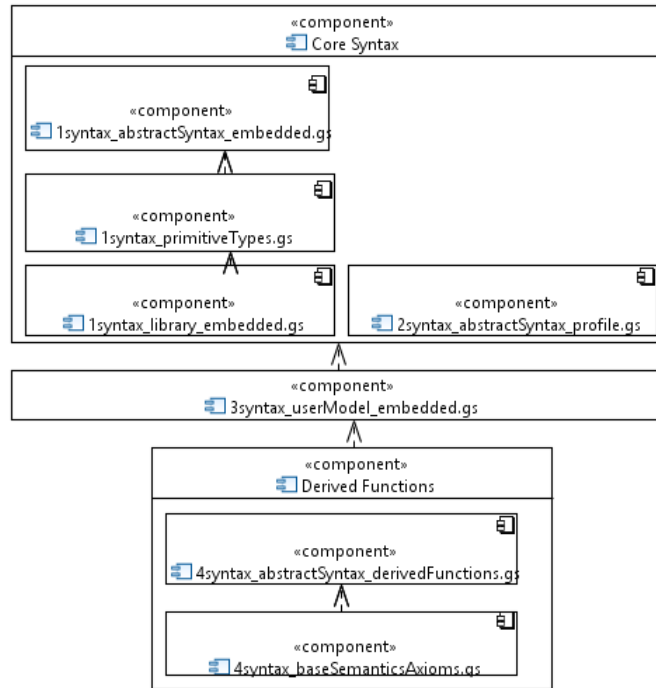 «component»
Core Syntax
«component»
1syntax_abstractSyntax_embedded.gs
«component»
1syntax_primitiveTypes.gs
«component»
1syntax_library_embedded.gs
«component»
2syntax_abstractSyntax_profile.gs
«component»
3syntax_userModel_embedded.gs
«component»
Derived Functions
«component»
4syntax_abstractSyntax_derivedFunctions.gs
«component»
4syntax_baseSemanticsAxioms.gs